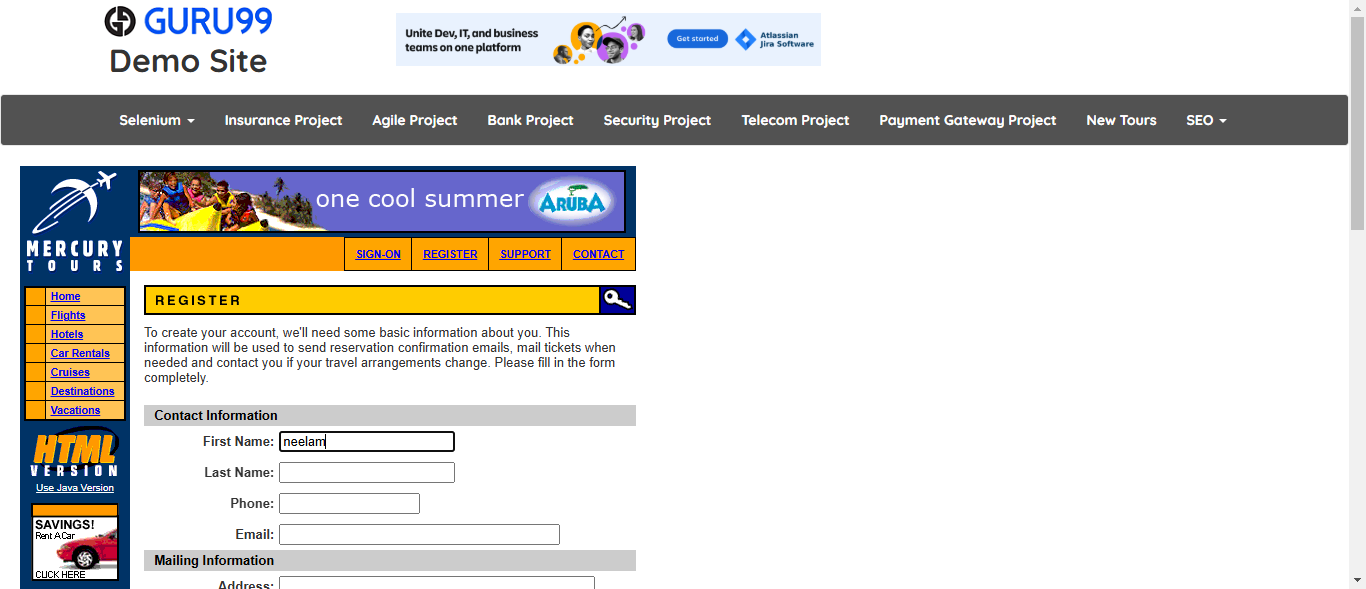 GURU99
Demo Site
Unite Dev, IT, and business
teams on one platform
Get started
Atlassian
Jira Software
Selenium
Insurance Project
Agile Project
Bank Project
Security Project
Telecom Project
Payment Gateway Project
New Tours
SEO
MERCURY
TOURS
one cool summer
ARUBA
SIGN-ON
REGISTER
SUPPORT
CONTACT
Home
Flights
Hotels
Car Rentals
Cruises
Destinations
Vacations
HTML
VERSION
Use Java Version
SAVINGS!
Rent A Car
CLICK HERE
REGISTER
To create your account, we'll need some basic information about you. This
information will be used to send reservation confirmation emails, mail tickets when
needed and contact you if your travel arrangements change. Please fill in the form
completely.
Contact Information
First Name: neelam
Last Name:
Phone:
Email:
Mailing Information
Address: